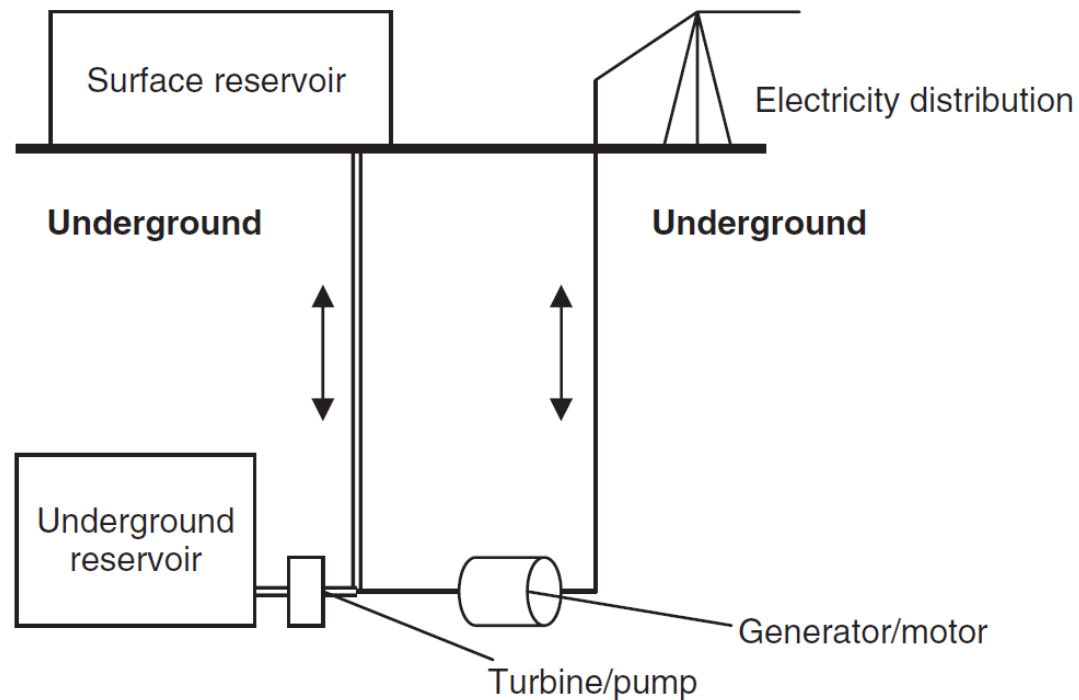 Surface reservoir
Electricity distribution
Underground
Underground
Underground
reservoir
Generator/motor
Turbine/pump